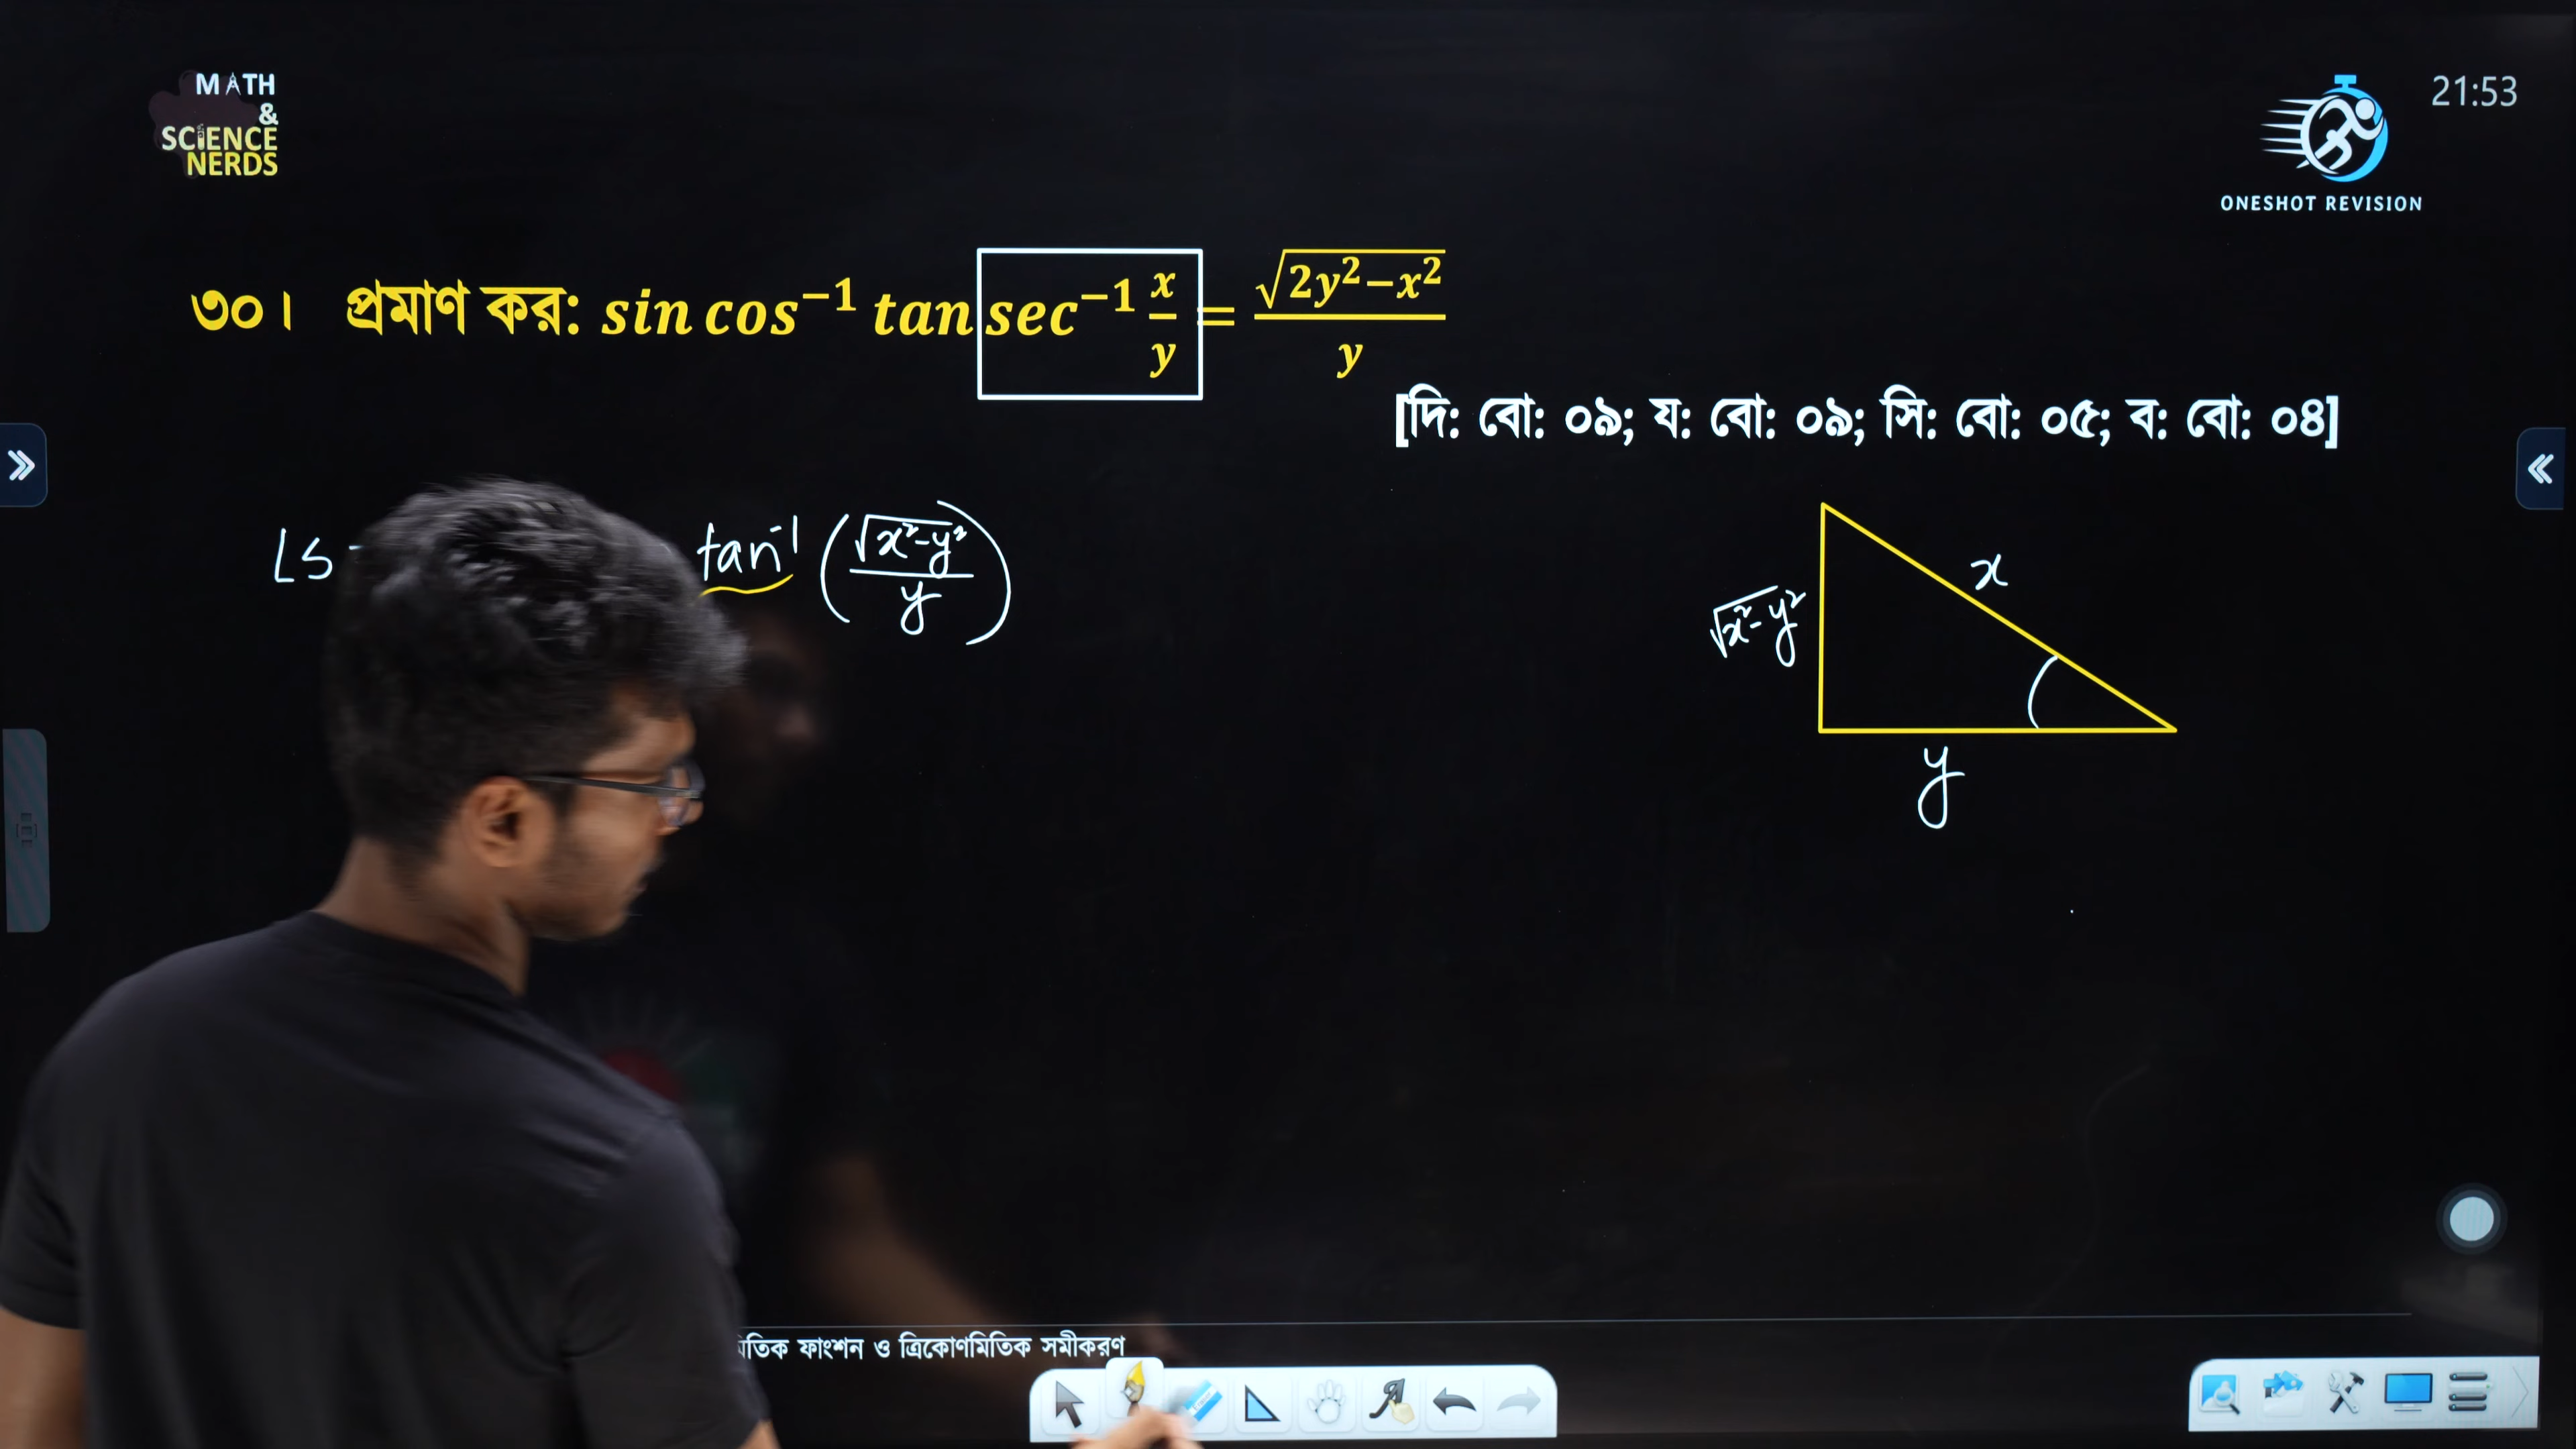 MATH
&
SCIENCE
NERDS
21:53
ONESHOT REVISION
৩০। প্রমাণ কর: sin cos⁻¹ tan sec⁻¹ x/y = √(2y²−x²)/y
[দি: বো: ০৯; য: বো: ০৯; সি: বো: ০৫; ব: বো: ০৪]
LS tan⁻¹ (√(x²-y²)/y)
x
√(x²-y²)
y
ফাংশন ও ত্রিকোণমিতিক সমীকরণ